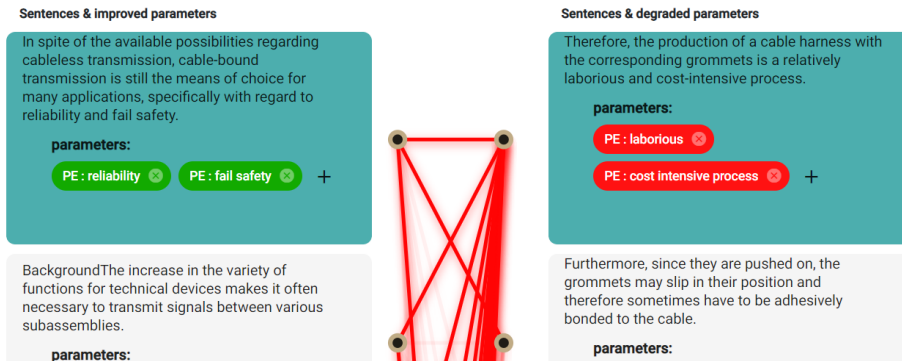 Sentences & improved parameters
In spite of the available possibilities regarding
cableless transmission, cable-bound
transmission is still the means of choice for
many applications, specifically with regard to
reliability and fail safety.
parameters:
PE : reliability
PE : fail safety
+
BackgroundThe increase in the variety of
functions for technical devices makes it often
necessary to transmit signals between various
subassemblies.
parameters:
Sentences & degraded parameters
Therefore, the production of a cable harness with
the corresponding grommets is a relatively
laborious and cost-intensive process.
parameters:
PE : laborious
PE : cost intensive process
+
Furthermore, since they are pushed on, the
grommets may slip in their position and
therefore sometimes have to be adhesively
bonded to the cable.
parameters: